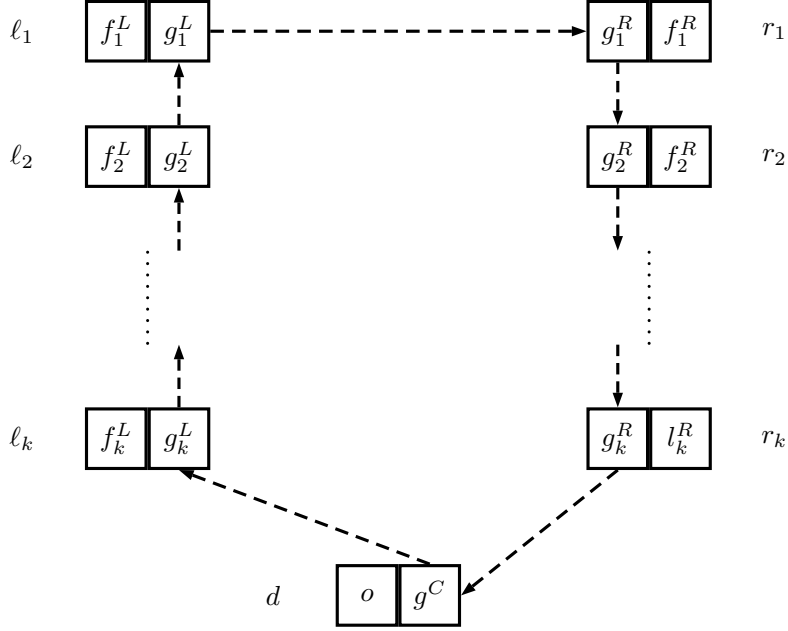 ℓ₁ f₁ᴸ g₁ᴸ g₁ᴿ f₁ᴿ r₁
ℓ₂ f₂ᴸ g₂ᴸ g₂ᴿ f₂ᴿ r₂
ℓₖ fₖᴸ gₖᴸ gₖᴿ lₖᴿ rₖ
d o gꟲ